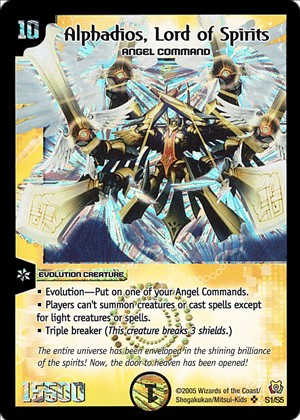 10
Alphadios, Lord of Spirits
ANGEL COMMAND
EVOLUTION CREATURE
• Evolution—Put on one of your Angel Commands.
• Players can't summon creatures or cast spells except
for light creatures or spells.
• Triple breaker (This creature breaks 3 shields.)
The entire universe has been enveloped in the shining brilliance
of the spirits! Now, the door to heaven has been opened!
15500
1
©2005 Wizards of the Coast/
Shogakukan/Mitsui-Kids S1/S5